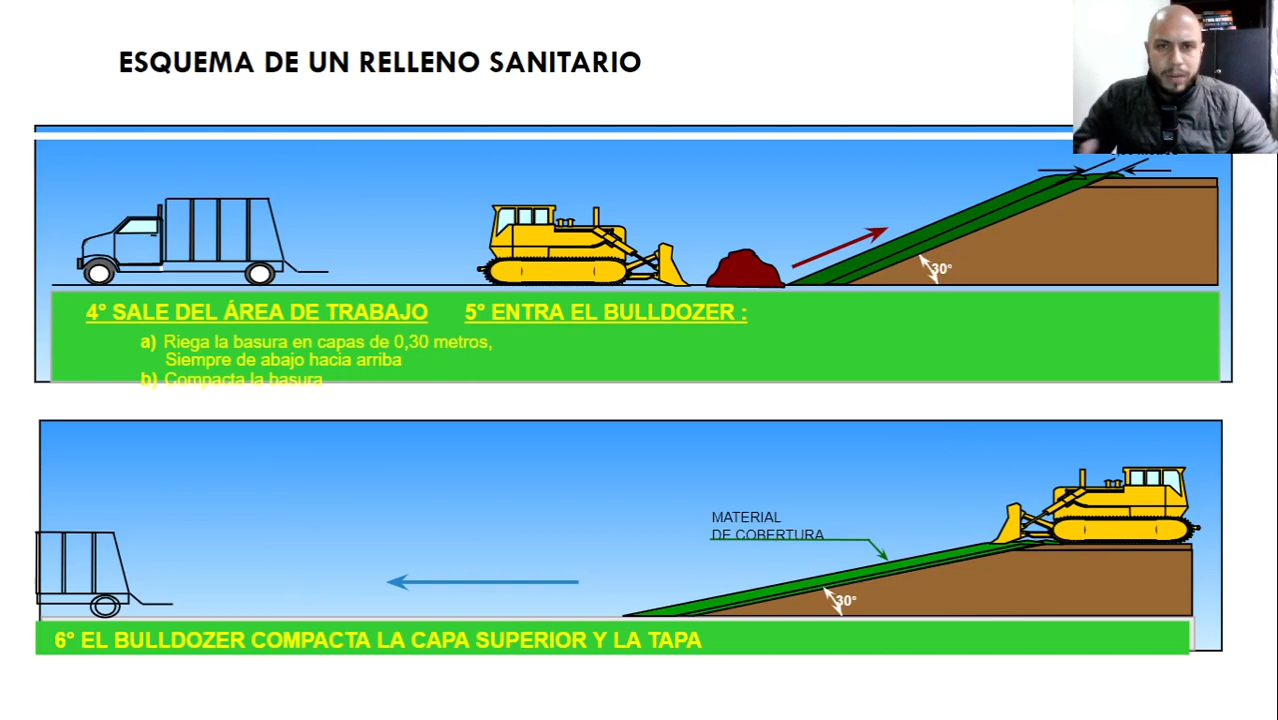 ESQUEMA DE UN RELLENO SANITARIO
30°
4° SALE DEL ÁREA DE TRABAJO 5° ENTRA EL BULLDOZER :
a) Riega la basura en capas de 0,30 metros,
Siempre de abajo hacia arriba
b) Compacta la basura
MATERIAL
DE COBERTURA
30°
6° EL BULLDOZER COMPACTA LA CAPA SUPERIOR Y LA TAPA